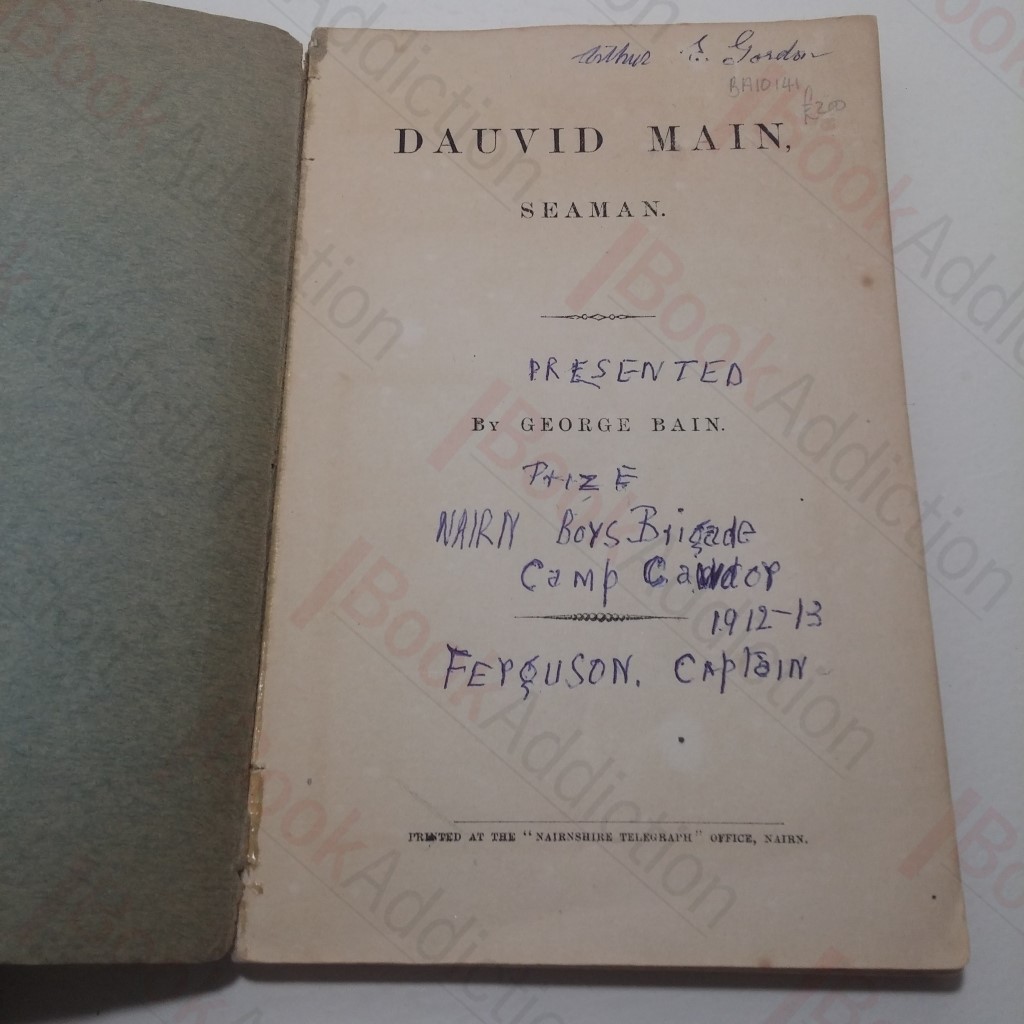 Arthur S. Gordon
BA10141
DAUVID MAIN,
SEAMAN.
PRESENTED
BY GEORGE BAIN.
PRIZE
NAIRN BOYS BRIGADE
CAMP CAWDOR
1912-13
FERGUSON. CAPTAIN
PRINTED AT THE "NAIRNSHIRE TELEGRAPH" OFFICE, NAIRN.
BookAddiction